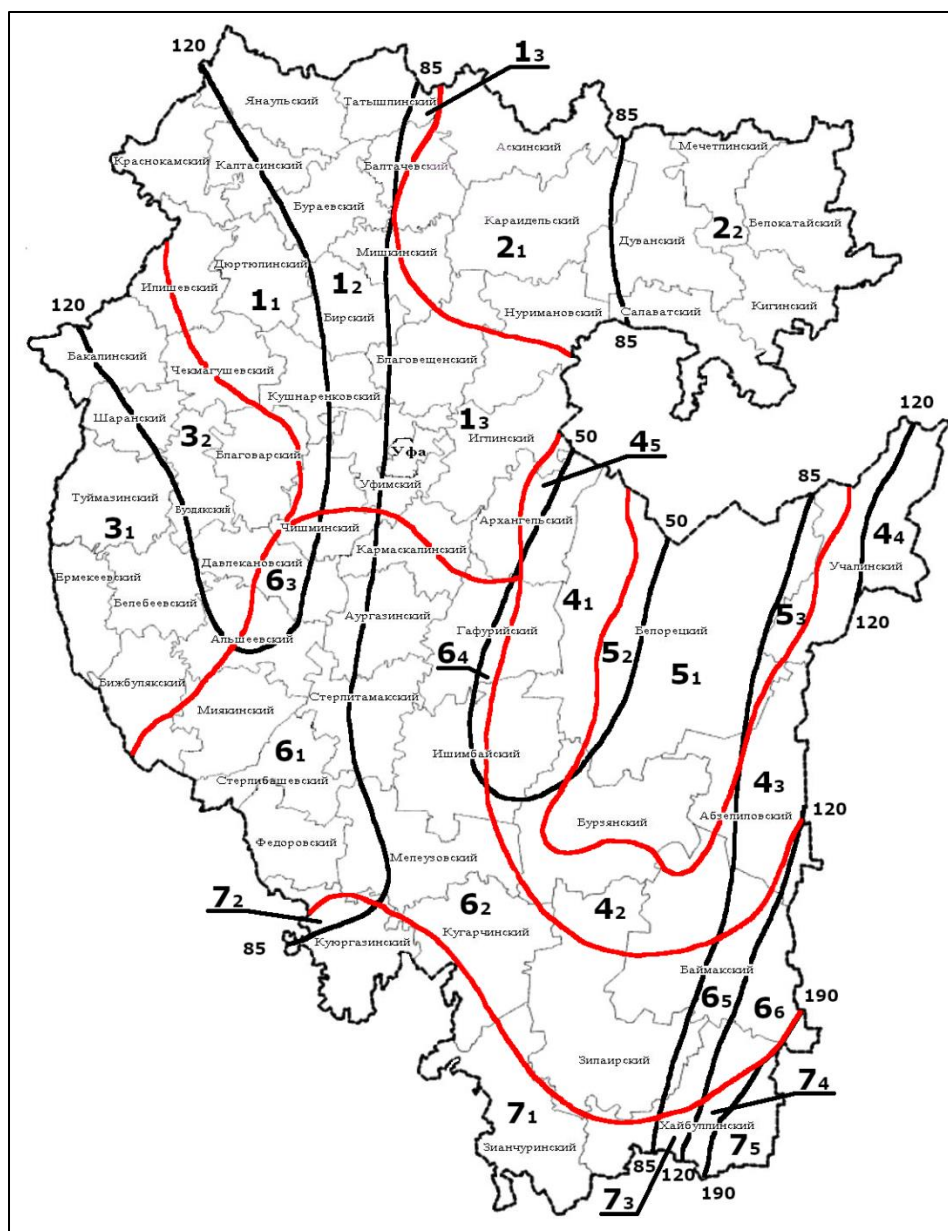 120
85
1₃
Янаульский
Татышлинский
85
Аскинский
Мечетлинский
Краснокамский
Калтасинский
Балтачевский
Бураевский
Караидельский
2₁
Дуванский
2₂
Белокатайский
Мишкинский
Дюртюлинский
Илишевский
1₁
1₂
Бирский
Нуримановский
Салаватский
Кигинский
85
120
Бакалинский
Чекмагушевский
Благовещенский
Кушнаренковский
Шаранский
3₂
1₃
Иглинский
120
Благоварский
Уфа
50
4₅
Туймазинский
Буздякский
3₁
Уфимский
85
50
Архангельский
Чишминский
Кармаскалинский
4₄
Учалинский
Давлекановский
Ермекеевский
6₃
Белебеевский
Аургазинский
4₁
5₃
120
Альшеевский
Гафурийский
Белорецкий
6₄
5₂
5₁
Бижбулякский
Миякинский
Стерлитамакский
6₁
Ишимбайский
Стерлибашевский
4₃
Абзелиловский
120
Бурзянский
Федоровский
Мелеузовский
7₂
6₂
4₂
Кугарчинский
85
Куюргазинский
Баймакский
6₅
6₆
190
Зилаирский
7₄
7₁
Хайбуллинский
Зианчуринский
7₅
85
120
190
7₃